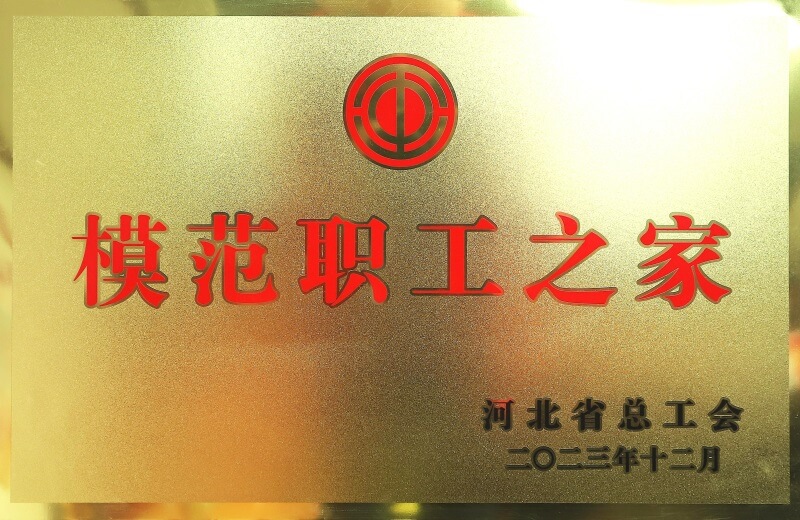 模范职工之家
河北省总工会
二〇二三年十二月